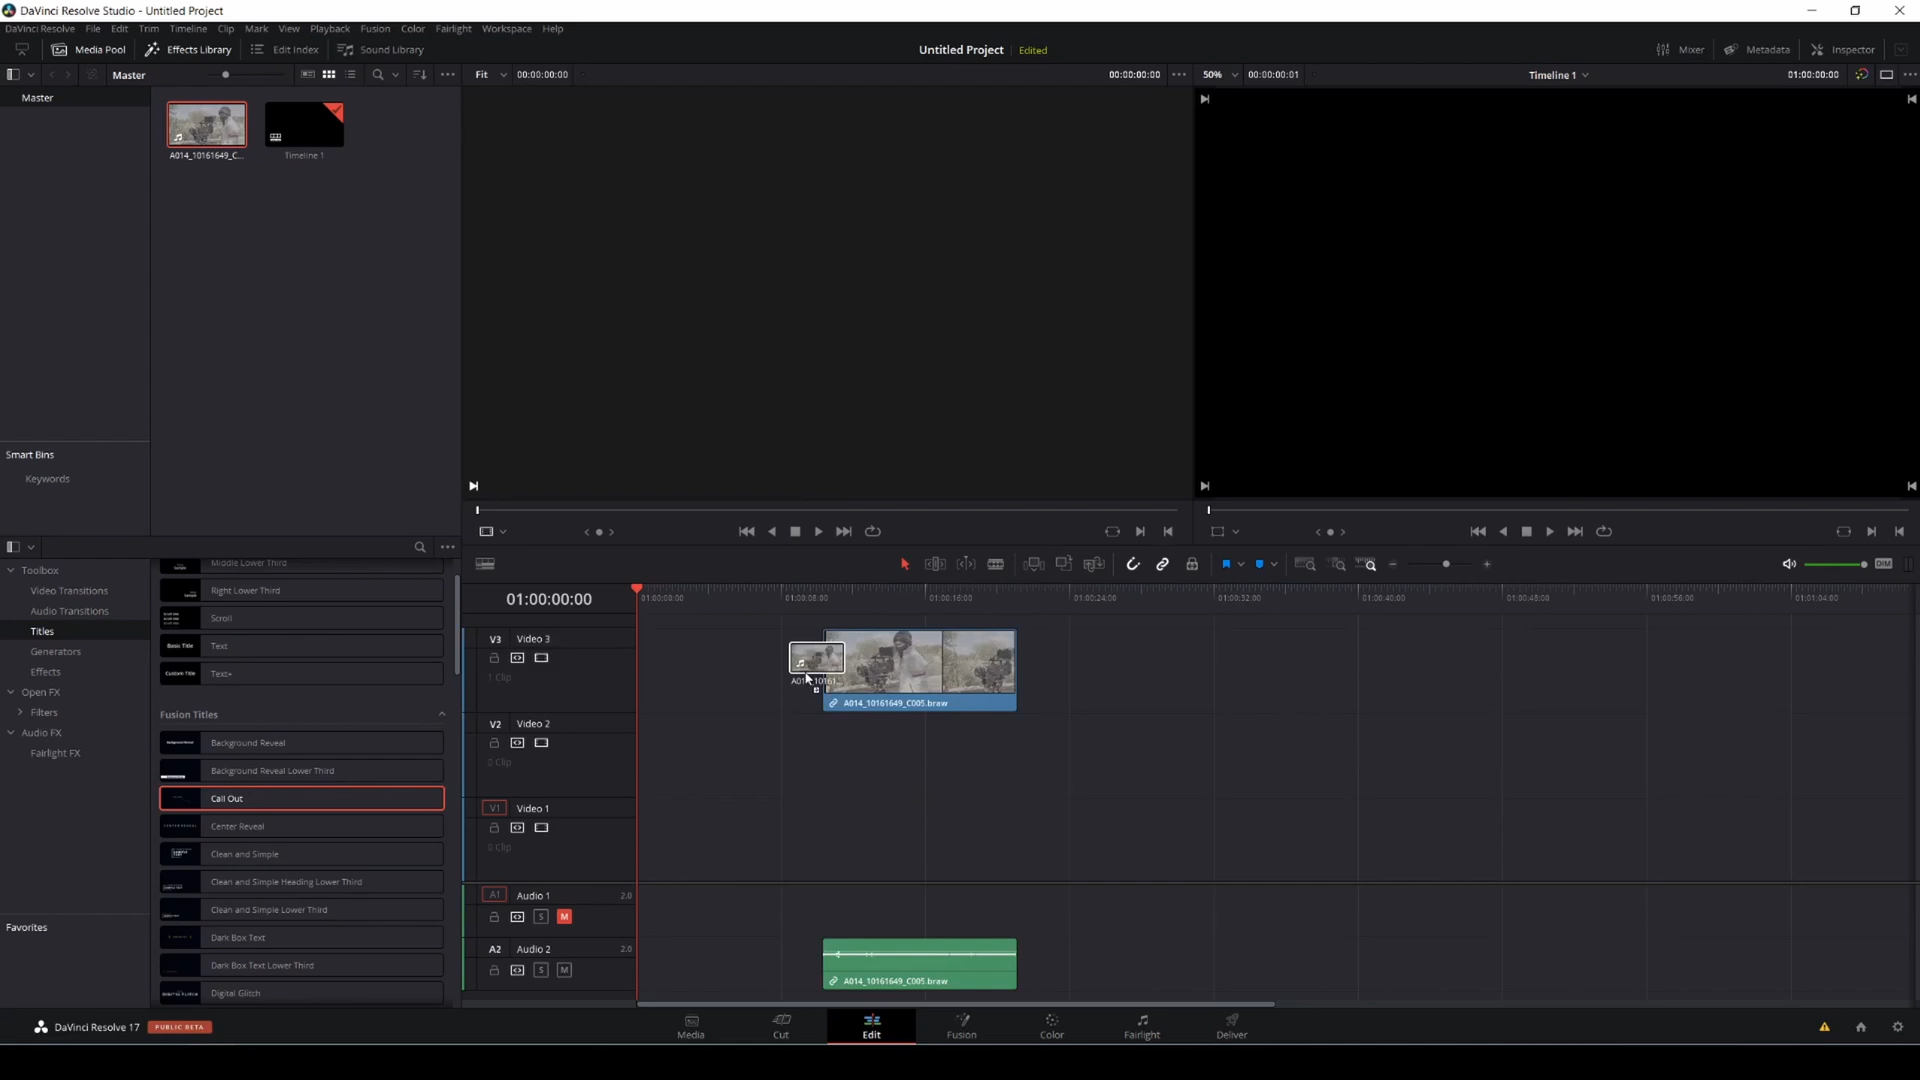 DaVinci Resolve Studio - Untitled Project
DaVinci Resolve File Edit Trim Timeline Clip Mark View Playback Fusion Color Fairlight Workspace Help
Media Pool Effects Library Edit Index Sound Library Untitled Project Edited Mixer Metadata Inspector
Master Fit 00:00:00:00 00:00:00:00 50% 00:00:00:01 Timeline 1 01:00:00:00
Master
A014_10161649_C... Timeline 1
Smart Bins
Keywords
Toolbox
Video Transitions
Audio Transitions
Titles
Generators
Effects
Open FX
Filters
Audio FX
Fairlight FX
Favorites
Middle Lower Third
Right Lower Third
Scroll
Basic Title Text
Custom Title Text+
Fusion Titles
Background Reveal
Background Reveal Lower Third
Call Out
Center Reveal
Clean and Simple
Clean and Simple Heading Lower Third
Clean and Simple Lower Third
Dark Box Text
Dark Box Text Lower Third
DIGITAL GLITCH Digital Glitch
DIM
01:00:00:00 01:00:00:00 01:00:08:00 01:00:16:00 01:00:24:00 01:00:32:00 01:00:40:00 01:00:48:00 01:00:56:00 01:01:04:00
V3 Video 3
1 Clip
A014_10161649_C005.braw
V2 Video 2
0 Clip
V1 Video 1
0 Clip
A1 Audio 1 2.0
S M
A2 Audio 2 2.0
S M
A014_10161649_C005.braw
DaVinci Resolve 17 PUBLIC BETA
Media Cut Edit Fusion Color Fairlight Deliver